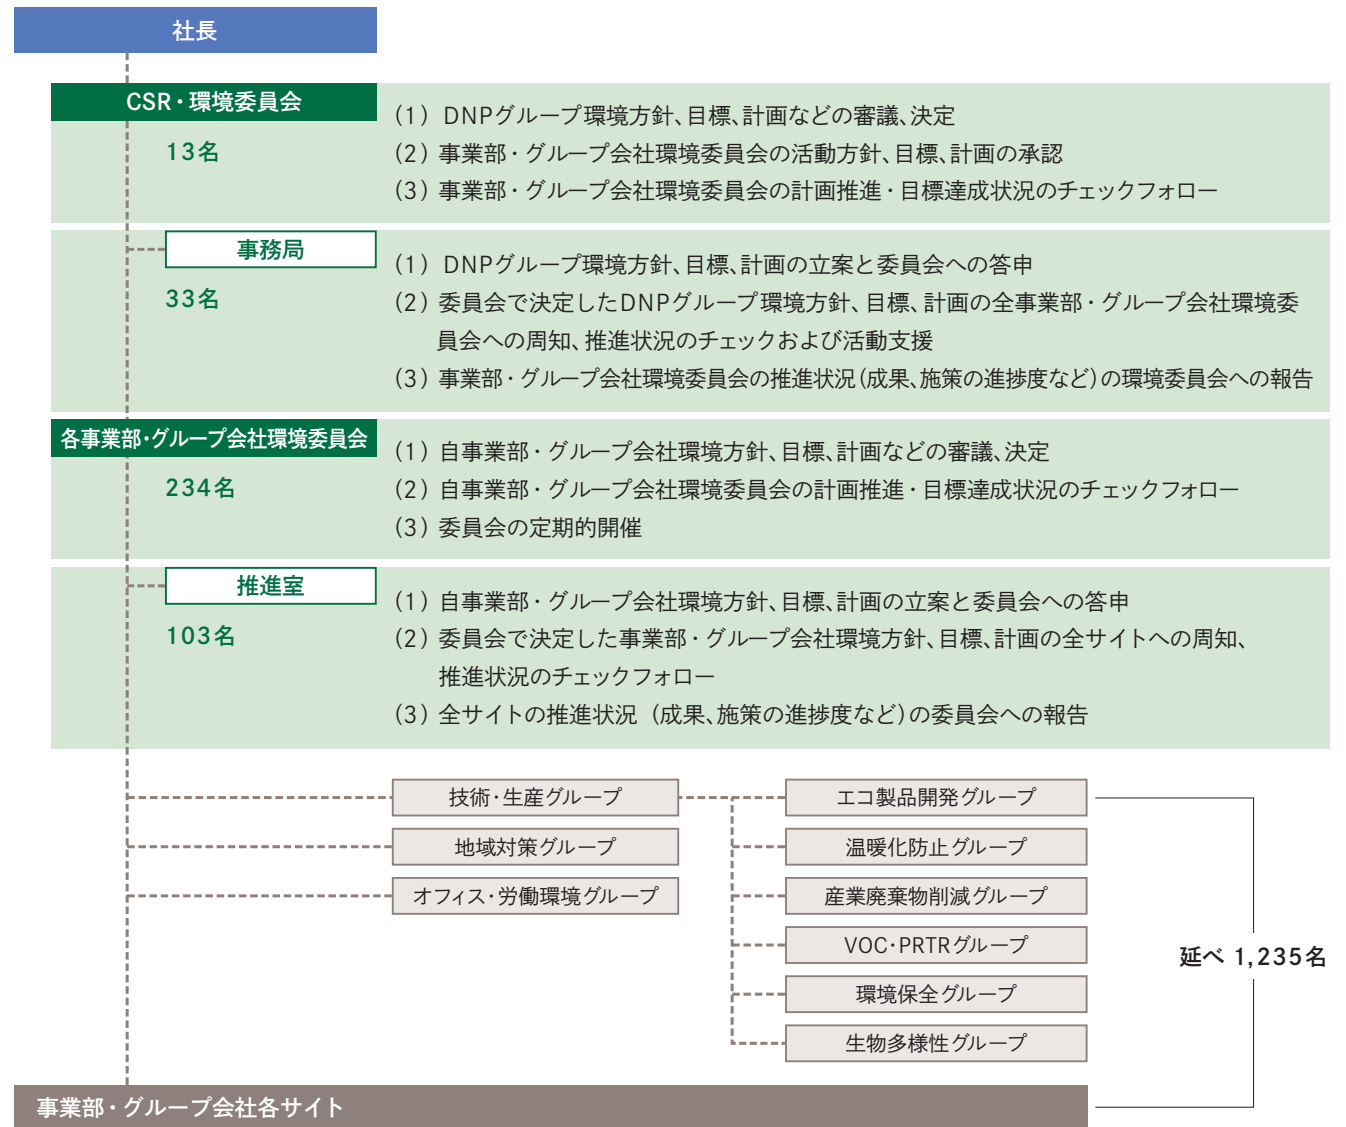 社長
CSR・環境委員会
13名
(1) DNPグループ環境方針、目標、計画などの審議、決定
(2) 事業部・グループ会社環境委員会の活動方針、目標、計画の承認
(3) 事業部・グループ会社環境委員会の計画推進・目標達成状況のチェックフォロー
事務局
33名
(1) DNPグループ環境方針、目標、計画の立案と委員会への答申
(2) 委員会で決定したDNPグループ環境方針、目標、計画の全事業部・グループ会社環境委
員会への周知、推進状況のチェックおよび活動支援
(3) 事業部・グループ会社環境委員会の推進状況(成果、施策の進捗度など)の環境委員会への報告
各事業部・グループ会社環境委員会
234名
(1) 自事業部・グループ会社環境方針、目標、計画などの審議、決定
(2) 自事業部・グループ会社環境委員会の計画推進・目標達成状況のチェックフォロー
(3) 委員会の定期的開催
推進室
103名
(1) 自事業部・グループ会社環境方針、目標、計画の立案と委員会への答申
(2) 委員会で決定した事業部・グループ会社環境方針、目標、計画の全サイトへの周知、
推進状況のチェックフォロー
(3) 全サイトの推進状況 (成果、施策の進捗度など)の委員会への報告
技術・生産グループ
地域対策グループ
オフィス・労働環境グループ
エコ製品開発グループ
温暖化防止グループ
産業廃棄物削減グループ
VOC・PRTRグループ
環境保全グループ
生物多様性グループ
延べ 1,235名
事業部・グループ会社各サイト